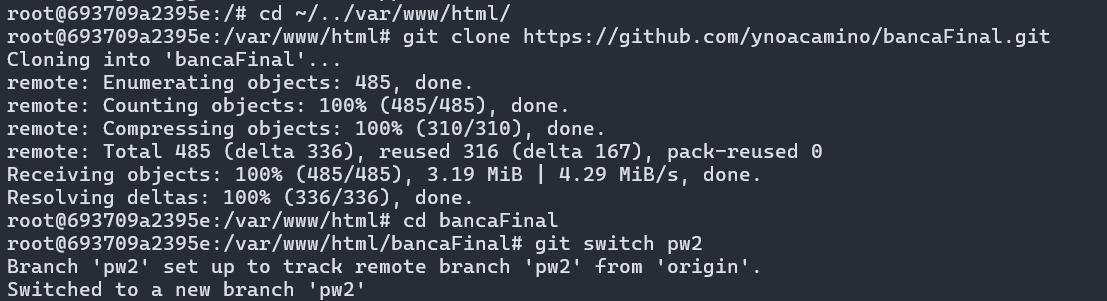 root@693709a2395e:/# cd ~/../var/www/html/
root@693709a2395e:/var/www/html# git clone https://github.com/ynoacamino/bancaFinal.git
Cloning into 'bancaFinal'...
remote: Enumerating objects: 485, done.
remote: Counting objects: 100% (485/485), done.
remote: Compressing objects: 100% (310/310), done.
remote: Total 485 (delta 336), reused 316 (delta 167), pack-reused 0
Receiving objects: 100% (485/485), 3.19 MiB | 4.29 MiB/s, done.
Resolving deltas: 100% (336/336), done.
root@693709a2395e:/var/www/html# cd bancaFinal
root@693709a2395e:/var/www/html/bancaFinal# git switch pw2
Branch 'pw2' set up to track remote branch 'pw2' from 'origin'.
Switched to a new branch 'pw2'